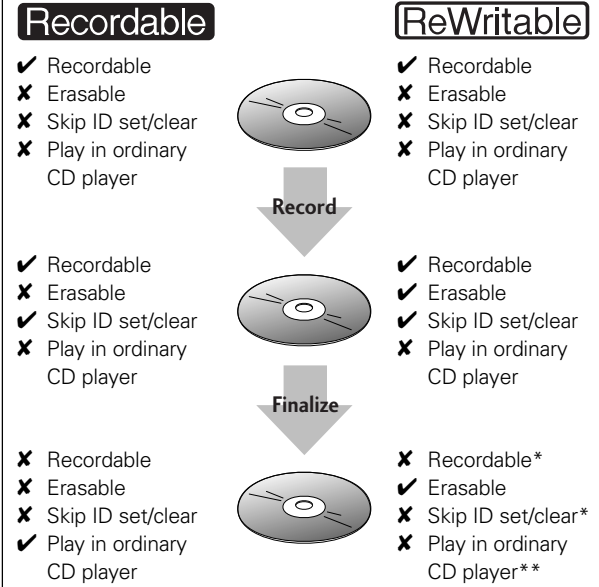 Recordable
✔ Recordable
✘ Erasable
✘ Skip ID set/clear
✘ Play in ordinary
CD player
ReWritable
✔ Recordable
✘ Erasable
✘ Skip ID set/clear
✘ Play in ordinary
CD player
Record
✔ Recordable
✘ Erasable
✔ Skip ID set/clear
✘ Play in ordinary
CD player
✔ Recordable
✔ Erasable
✔ Skip ID set/clear
✘ Play in ordinary
CD player
Finalize
✘ Recordable
✘ Erasable
✘ Skip ID set/clear
✔ Play in ordinary
CD player
✘ Recordable*
✔ Erasable
✘ Skip ID set/clear*
✘ Play in ordinary
CD player**